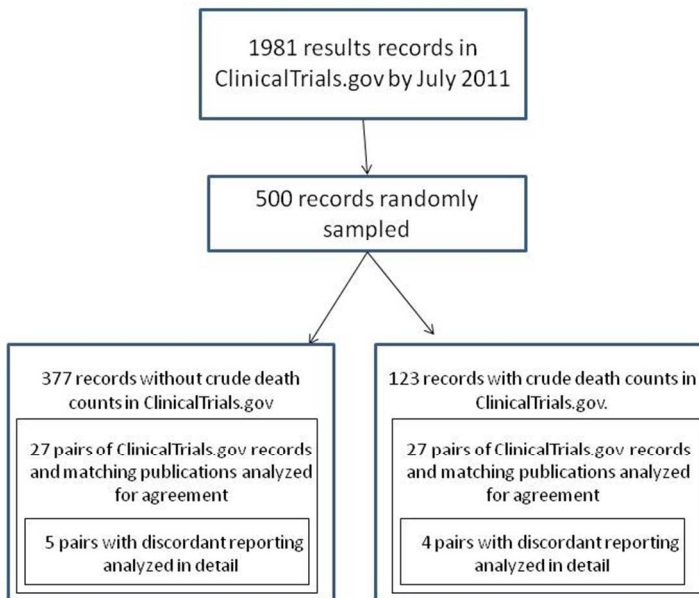 1981 results records in
ClinicalTrials.gov by July 2011
500 records randomly
sampled
377 records without crude death
counts in ClinicalTrials.gov
27 pairs of ClinicalTrials.gov records
and matching publications analyzed
for agreement
5 pairs with discordant reporting
analyzed in detail
123 records with crude death counts in
ClinicalTrials.gov.
27 pairs of ClinicalTrials.gov records
and matching publications analyzed
for agreement
4 pairs with discordant reporting
analyzed in detail